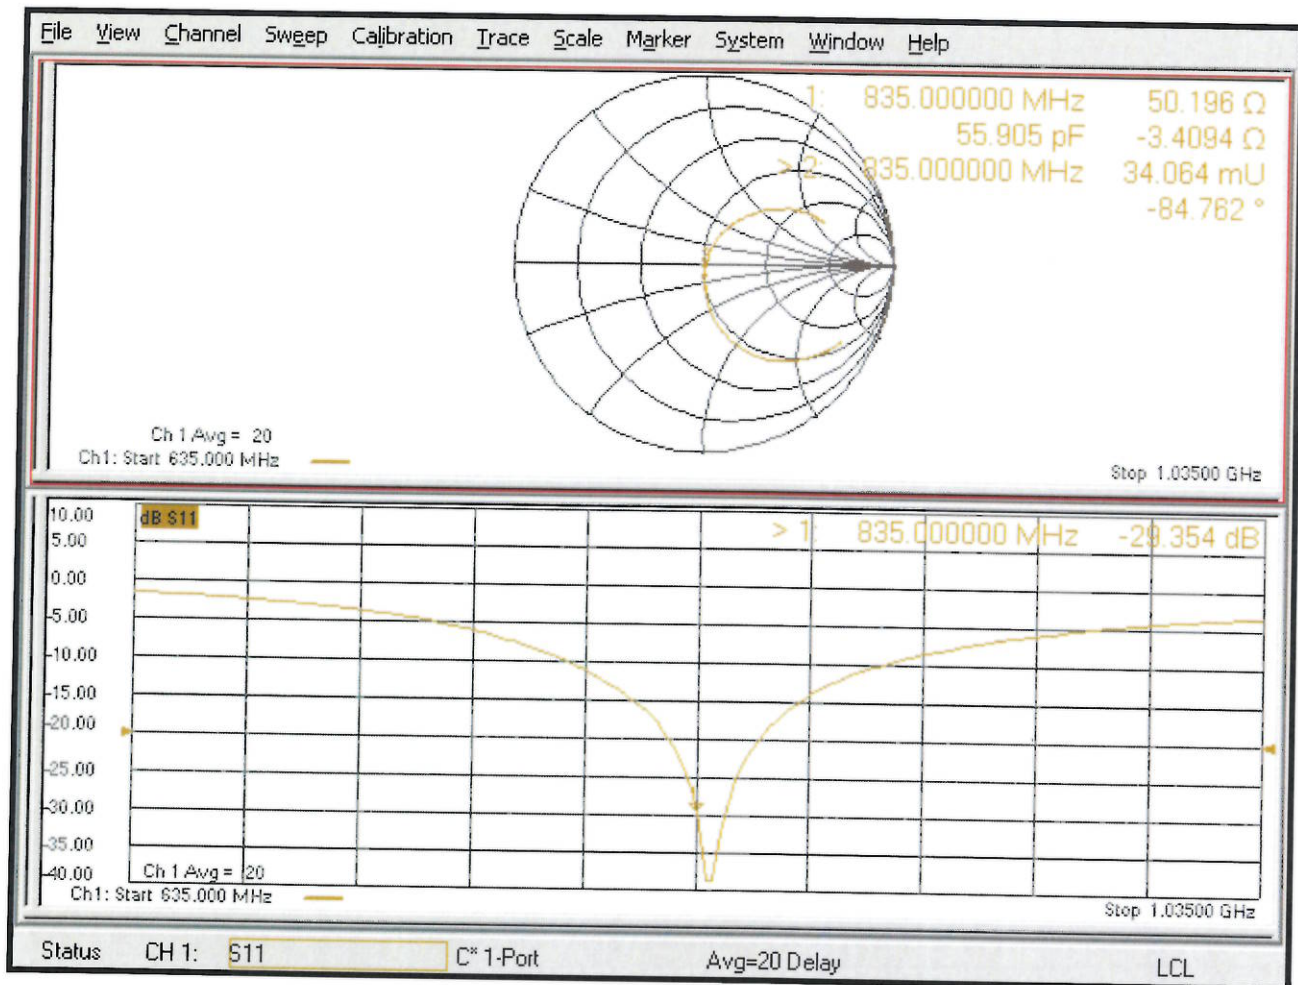 File View Channel Sweep Calibration Trace Scale Marker System Window Help
1: 835.000000 MHz 50.196 Ω
55.905 pF -3.4094 Ω
> 2: 835.000000 MHz 34.064 mU
-84.762 °
Ch 1 Avg = 20
Ch1: Start 635.000 MHz
Stop 1.03500 GHz
dB S11
> 1: 835.000000 MHz -29.354 dB
10.00
5.00
0.00
-5.00
-10.00
-15.00
-20.00
-25.00
-30.00
-35.00
-40.00
Ch 1 Avg = 20
Ch1: Start 635.000 MHz
Stop 1.03500 GHz
Status CH 1: S11 C* 1-Port Avg=20 Delay LCL